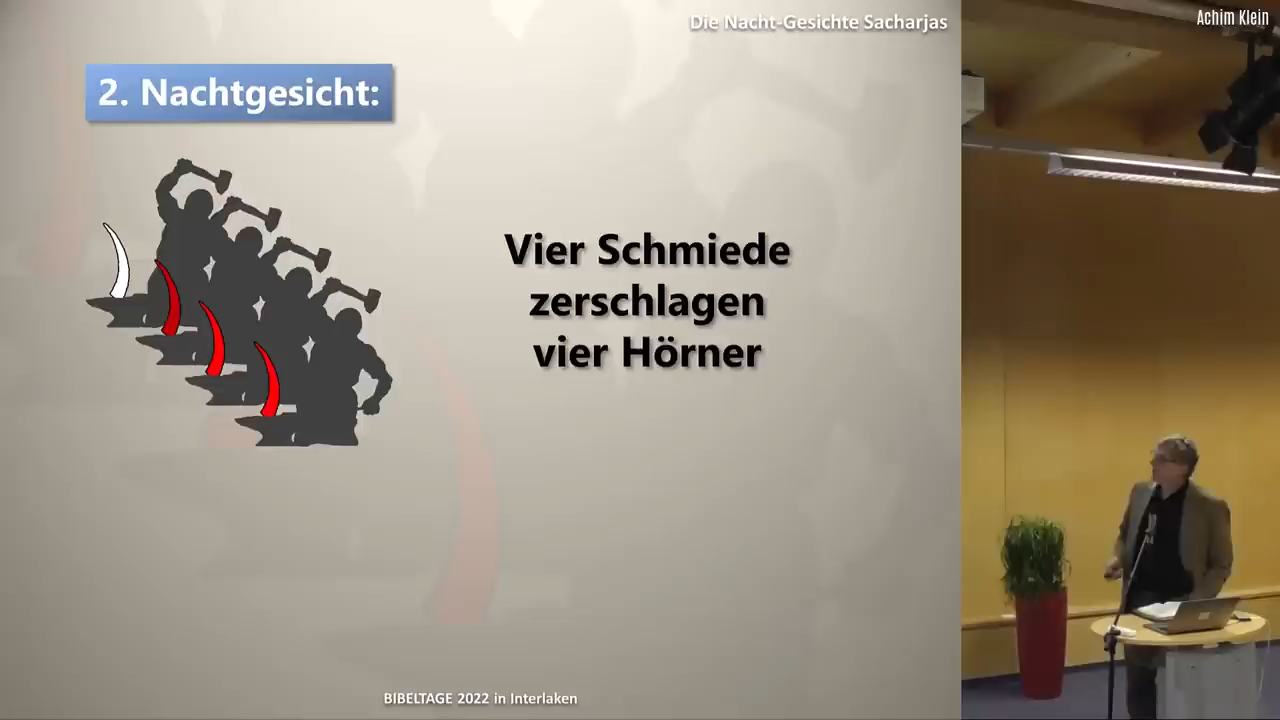 Die Nacht-Gesichte Sacharjas
Achim Klein
2. Nachtgesicht:
Vier Schmiede
zerschlagen
vier Hörner
BIBELTAGE 2022 in Interlaken